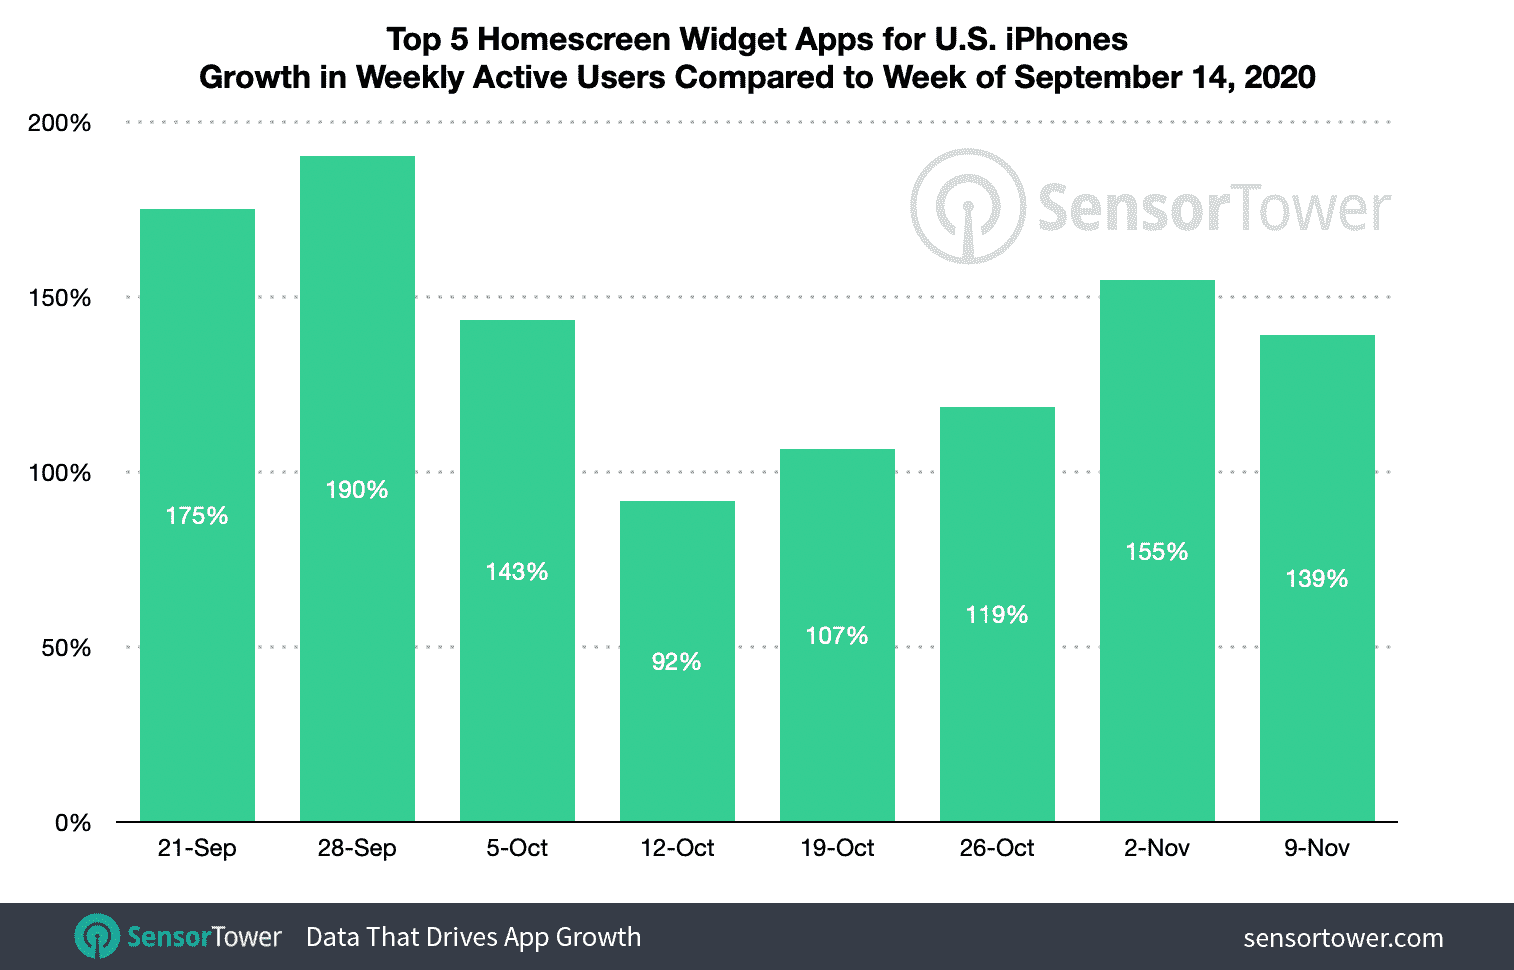 Top 5 Homescreen Widget Apps for U.S. iPhones
Growth in Weekly Active Users Compared to Week of September 14, 2020
200%
SensorTower
150%
100%
50%
0%
175%
190%
143%
92%
107%
119%
155%
139%
21-Sep
28-Sep
5-Oct
12-Oct
19-Oct
26-Oct
2-Nov
9-Nov
SensorTower Data That Drives App Growth
sensortower.com